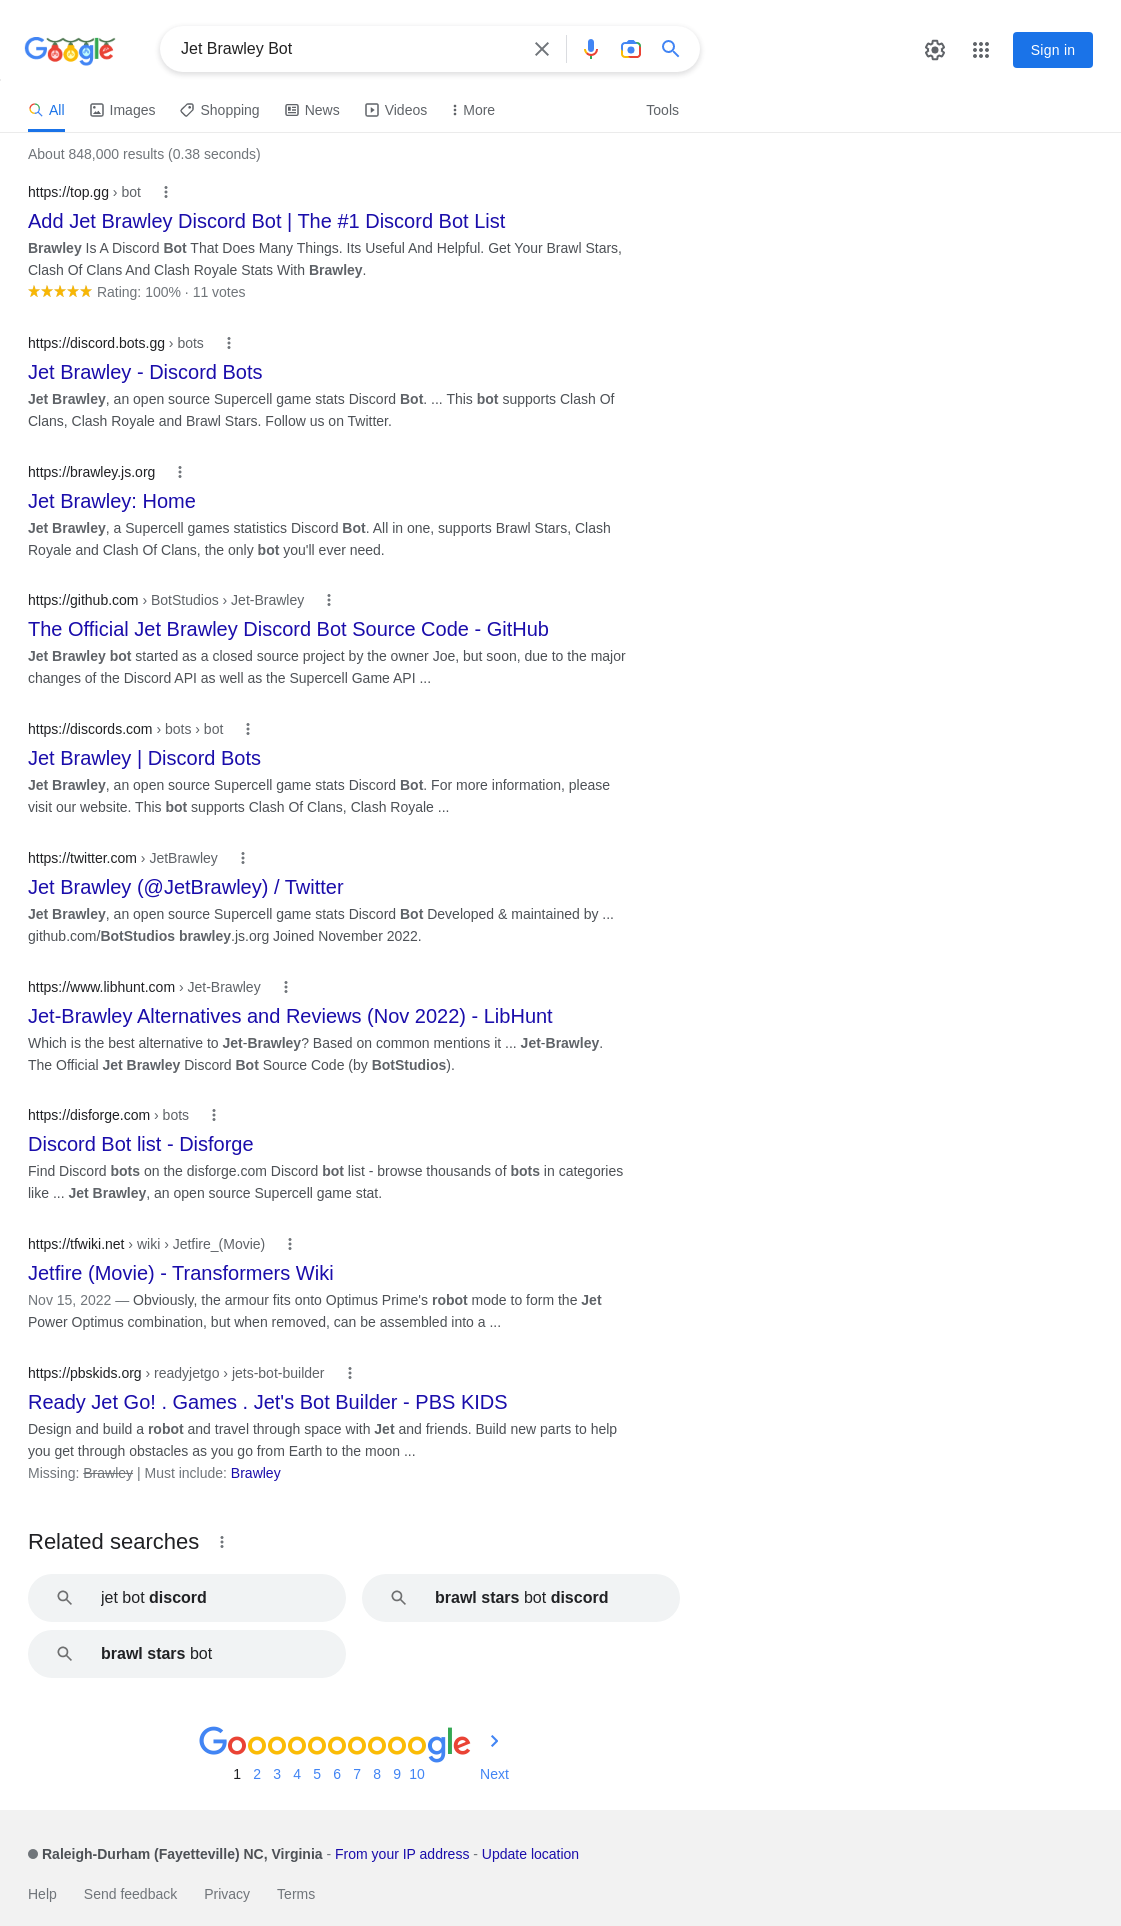 Google
Jet Brawley Bot
Sign in
All Images Shopping News Videos More Tools
About 848,000 results (0.38 seconds)
https://top.gg › bot
Add Jet Brawley Discord Bot | The #1 Discord Bot List
Brawley Is A Discord Bot That Does Many Things. Its Useful And Helpful. Get Your Brawl Stars,
Clash Of Clans And Clash Royale Stats With Brawley.
Rating: 100% · 11 votes
https://discord.bots.gg › bots
Jet Brawley - Discord Bots
Jet Brawley, an open source Supercell game stats Discord Bot. ... This bot supports Clash Of
Clans, Clash Royale and Brawl Stars. Follow us on Twitter.
https://brawley.js.org
Jet Brawley: Home
Jet Brawley, a Supercell games statistics Discord Bot. All in one, supports Brawl Stars, Clash
Royale and Clash Of Clans, the only bot you'll ever need.
https://github.com › BotStudios › Jet-Brawley
The Official Jet Brawley Discord Bot Source Code - GitHub
Jet Brawley bot started as a closed source project by the owner Joe, but soon, due to the major
changes of the Discord API as well as the Supercell Game API ...
https://discords.com › bots › bot
Jet Brawley | Discord Bots
Jet Brawley, an open source Supercell game stats Discord Bot. For more information, please
visit our website. This bot supports Clash Of Clans, Clash Royale ...
https://twitter.com › JetBrawley
Jet Brawley (@JetBrawley) / Twitter
Jet Brawley, an open source Supercell game stats Discord Bot Developed & maintained by ...
github.com/BotStudios brawley.js.org Joined November 2022.
https://www.libhunt.com › Jet-Brawley
Jet-Brawley Alternatives and Reviews (Nov 2022) - LibHunt
Which is the best alternative to Jet-Brawley? Based on common mentions it ... Jet-Brawley.
The Official Jet Brawley Discord Bot Source Code (by BotStudios).
https://disforge.com › bots
Discord Bot list - Disforge
Find Discord bots on the disforge.com Discord bot list - browse thousands of bots in categories
like ... Jet Brawley, an open source Supercell game stat.
https://tfwiki.net › wiki › Jetfire_(Movie)
Jetfire (Movie) - Transformers Wiki
Nov 15, 2022 — Obviously, the armour fits onto Optimus Prime's robot mode to form the Jet
Power Optimus combination, but when removed, can be assembled into a ...
https://pbskids.org › readyjetgo › jets-bot-builder
Ready Jet Go! . Games . Jet's Bot Builder - PBS KIDS
Design and build a robot and travel through space with Jet and friends. Build new parts to help
you get through obstacles as you go from Earth to the moon ...
Missing: Brawley | Must include: Brawley
Related searches
jet bot discord
brawl stars bot discord
brawl stars bot
Goooooooooogle
1 2 3 4 5 6 7 8 9 10 Next
Raleigh-Durham (Fayetteville) NC, Virginia - From your IP address - Update location
Help Send feedback Privacy Terms